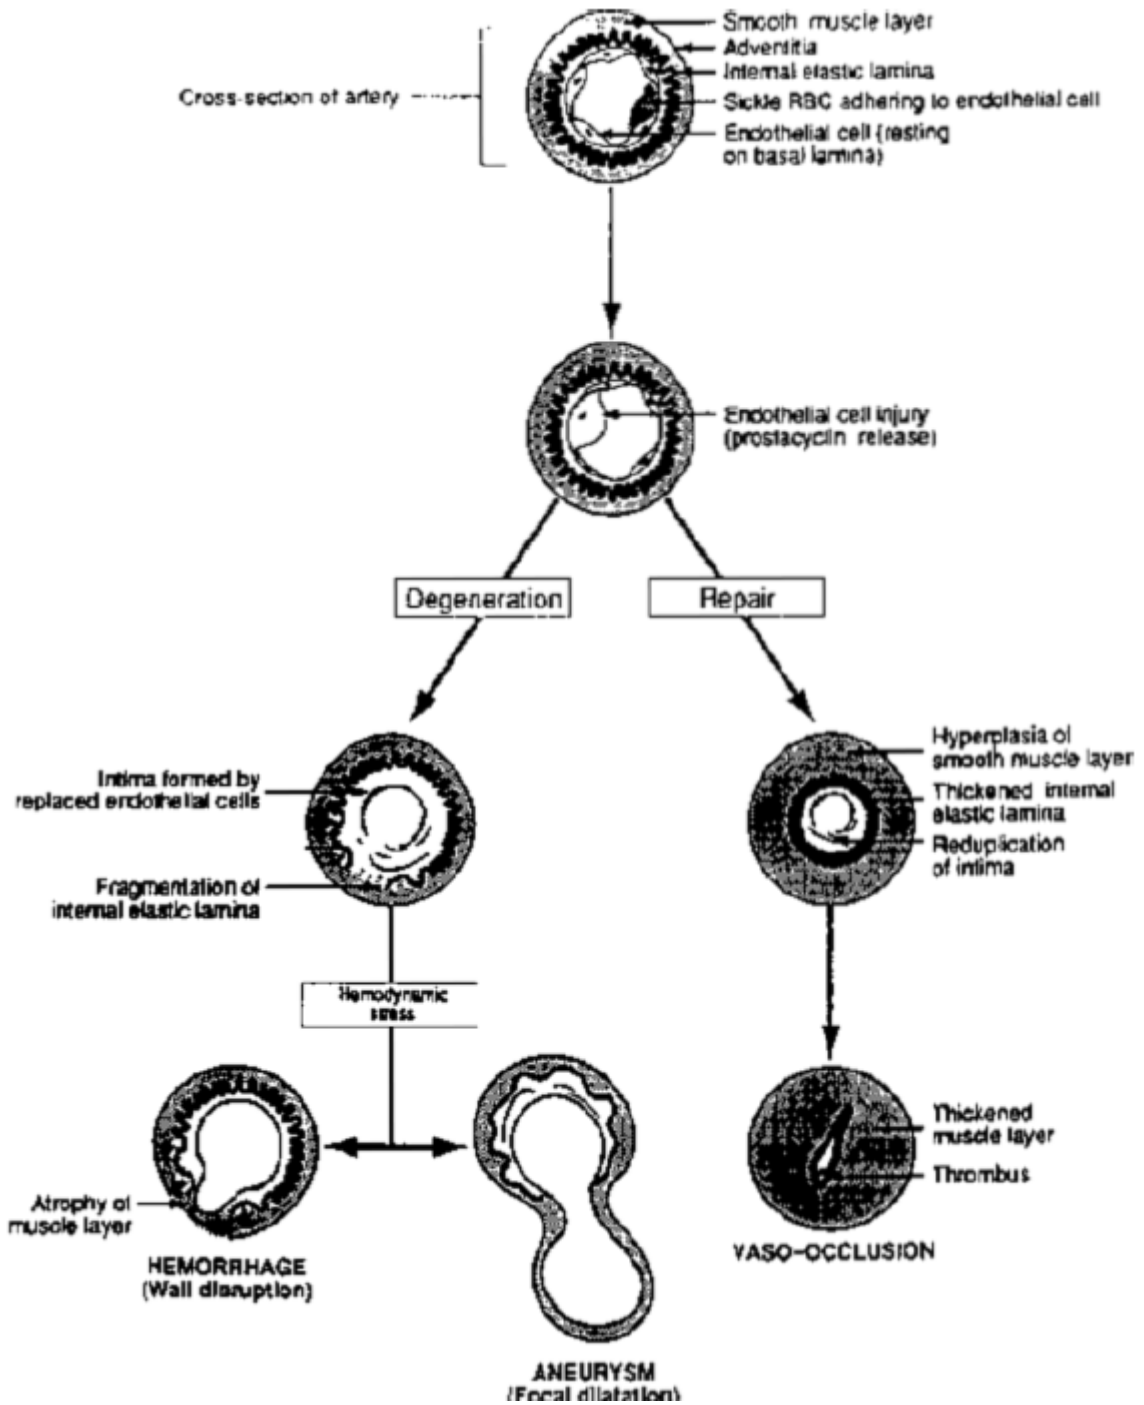 Smooth muscle layer
Adventitia
Internal elastic lamina
Cross-section of artery
Sickle RBC adhering to endothelial cell
Endothelial cell (resting
on basal lamina)
Endothelial cell injury
(prostacyclin release)
Degeneration
Repair
Intima formed by
replaced endothelial cells
Fragmentation of
internal elastic lamina
Hyperplasia of
smooth muscle layer
Thickened internal
elastic lamina
Reduplication
of intima
Hemodynamic
stress
Atrophy of
muscle layer
HEMORRHAGE
(Wall disruption)
ANEURYSM
(Focal dilatation)
Thickened
muscle layer
Thrombus
VASO-OCCLUSION